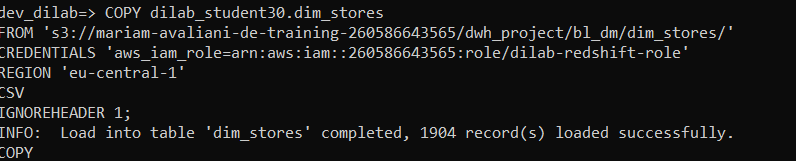 dev_dilab=> COPY dilab_student30.dim_stores
FROM 's3://mariam-avaliani-de-training-260586643565/dwh_project/bl_dm/dim_stores/'
CREDENTIALS 'aws_iam_role=arn:aws:iam::260586643565:role/dilab-redshift-role'
REGION 'eu-central-1'
CSV
IGNOREHEADER 1;
INFO:  Load into table 'dim_stores' completed, 1904 record(s) loaded successfully.
COPY